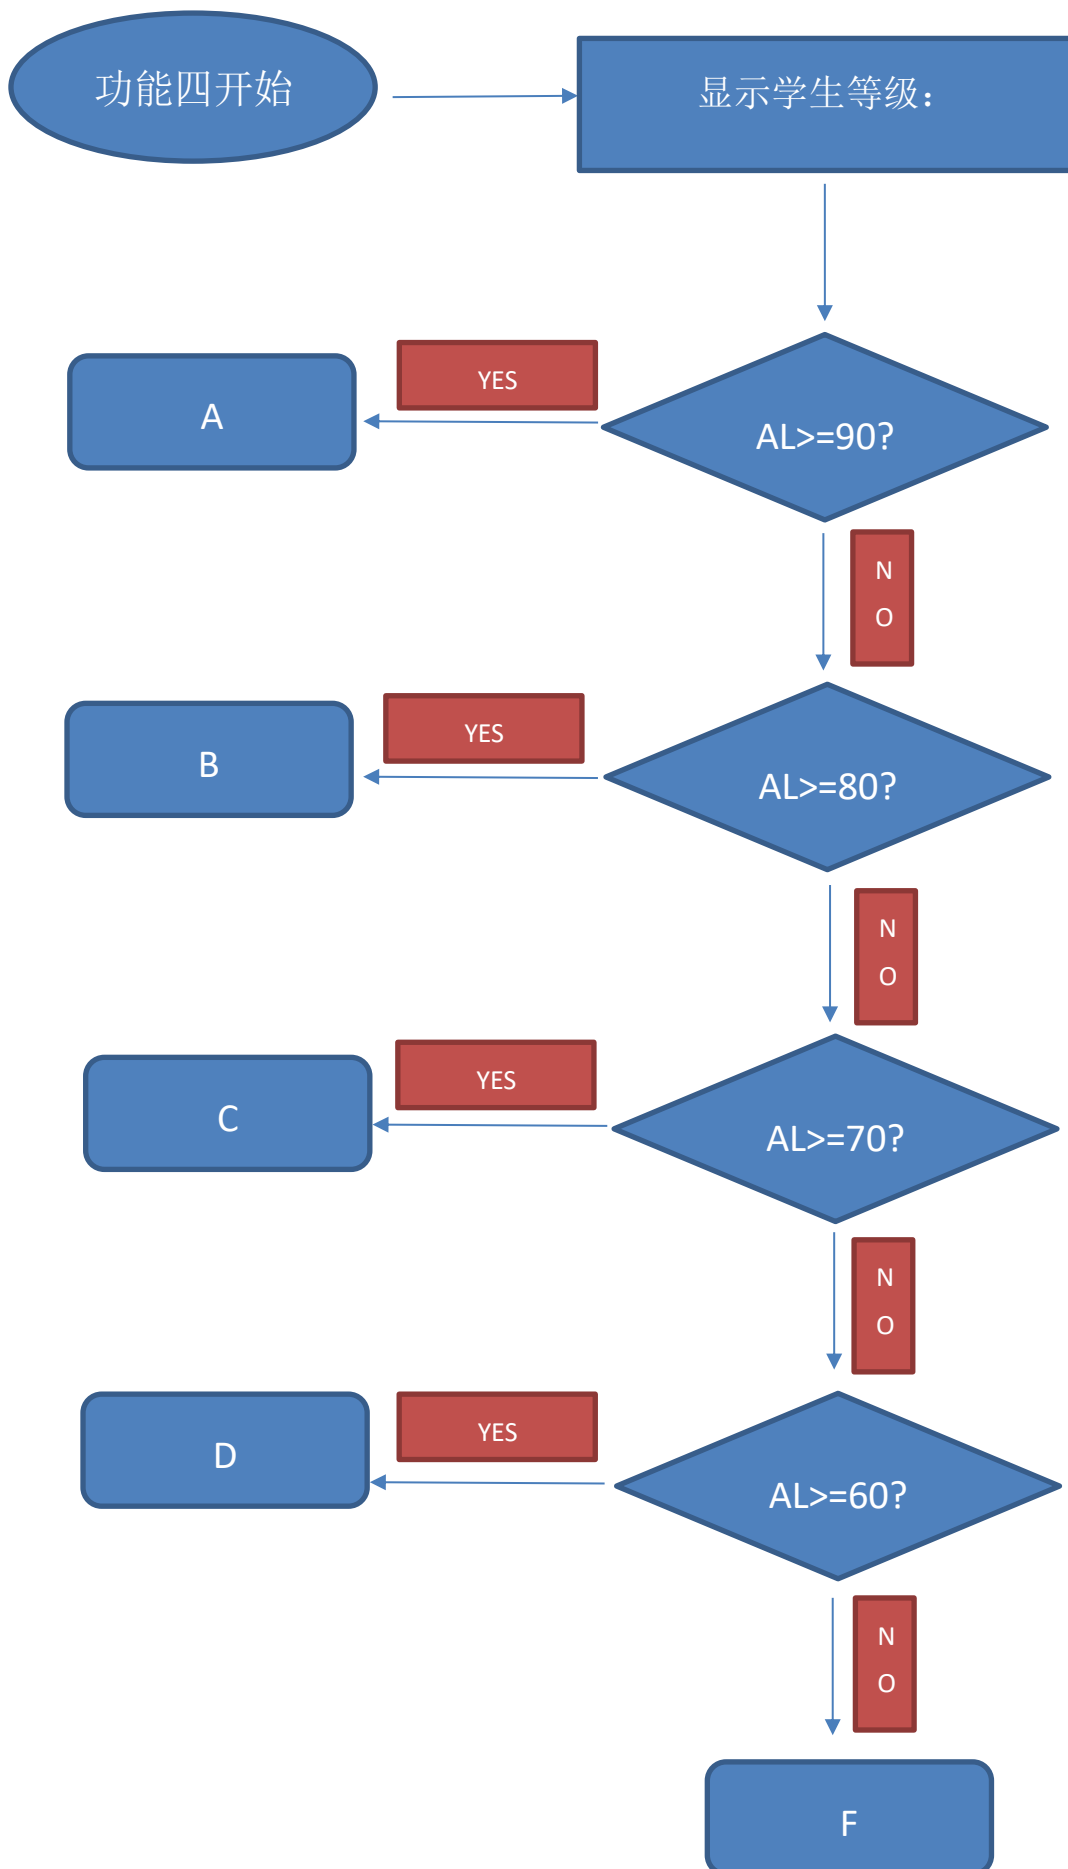 功能四开始
显示学生等级：
YES
A
AL>=90?
N
O
YES
B
AL>=80?
N
O
YES
C
AL>=70?
N
O
YES
D
AL>=60?
N
O
F